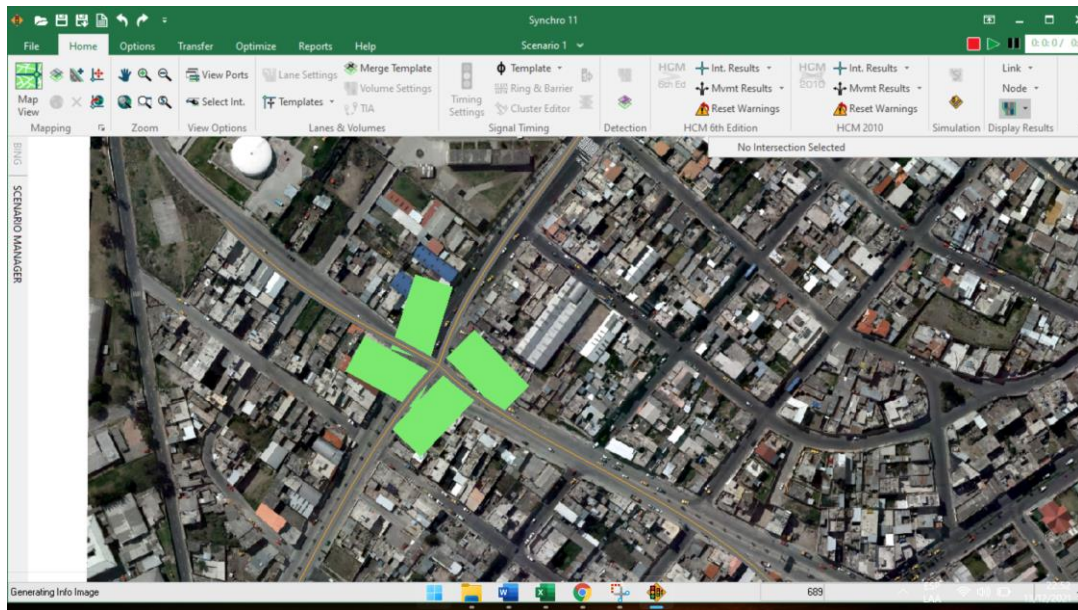 Synchro 11
File Home Options Transfer Optimize Reports Help Scenario 1
0: 0: 0 /
Map View
Mapping
Zoom
View Ports
Select Int.
View Options
Lane Settings
Templates
Merge Template
Volume Settings
TIA
Lanes & Volumes
Timing Settings
Template
Ring & Barrier
Cluster Editor
Signal Timing
Detection
HCM 6th Ed
Int. Results
Mvmt Results
Reset Warnings
HCM 6th Edition
HCM 2010
Int. Results
Mvmt Results
Reset Warnings
HCM 2010
Simulation
Link
Node
Display Results
No Intersection Selected
BING
SCENARIO MANAGER
Generating Info Image
689